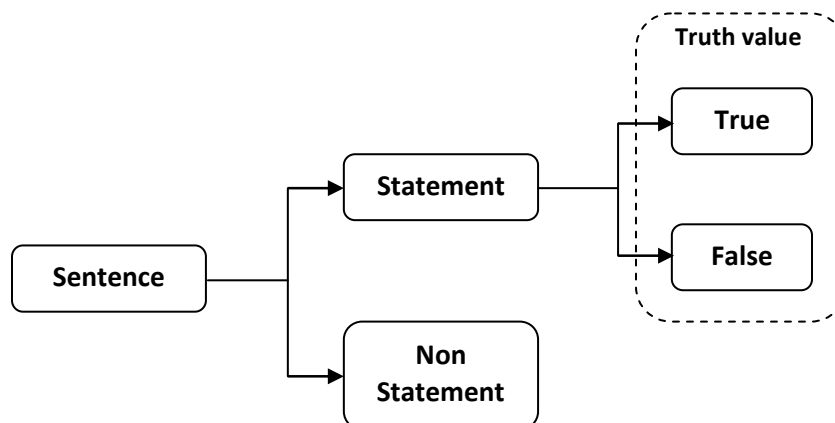 Truth value
True
Statement
False
Sentence
Non
Statement